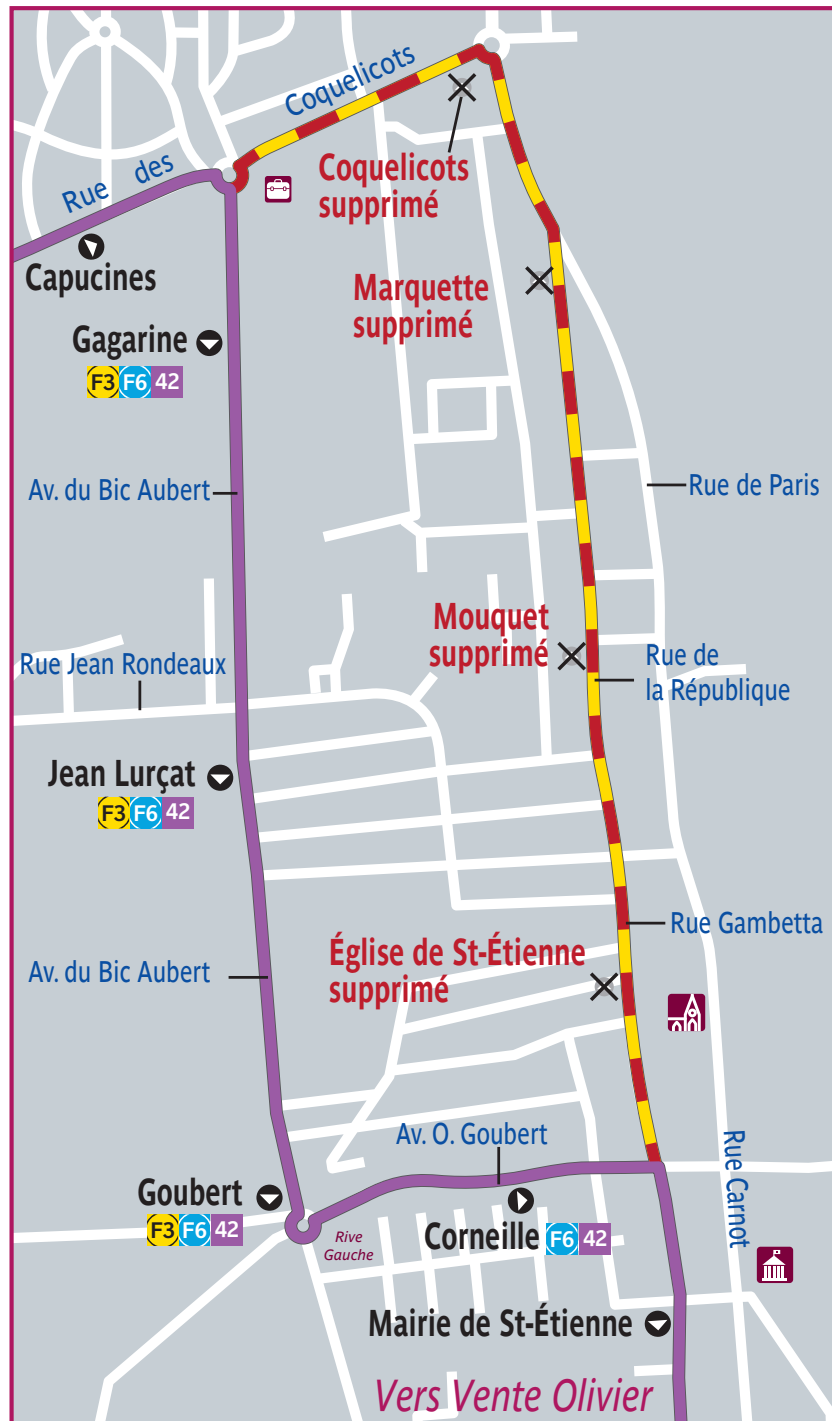 Coquelicots
Rue des
Coquelicots
supprimé
Capucines
Marquette
supprimé
Gagarine
F3 F6 42
Av. du Bic Aubert
Rue de Paris
Mouquet
supprimé
Rue Jean Rondeaux
Rue de
la République
Jean Lurçat
F3 F6 42
Rue Gambetta
Église de St-Étienne
supprimé
Av. du Bic Aubert
Av. O. Goubert
Rue Carnot
Goubert
F3 F6 42
Rive
Gauche
Corneille F6 42
Mairie de St-Étienne
Vers Vente Olivier